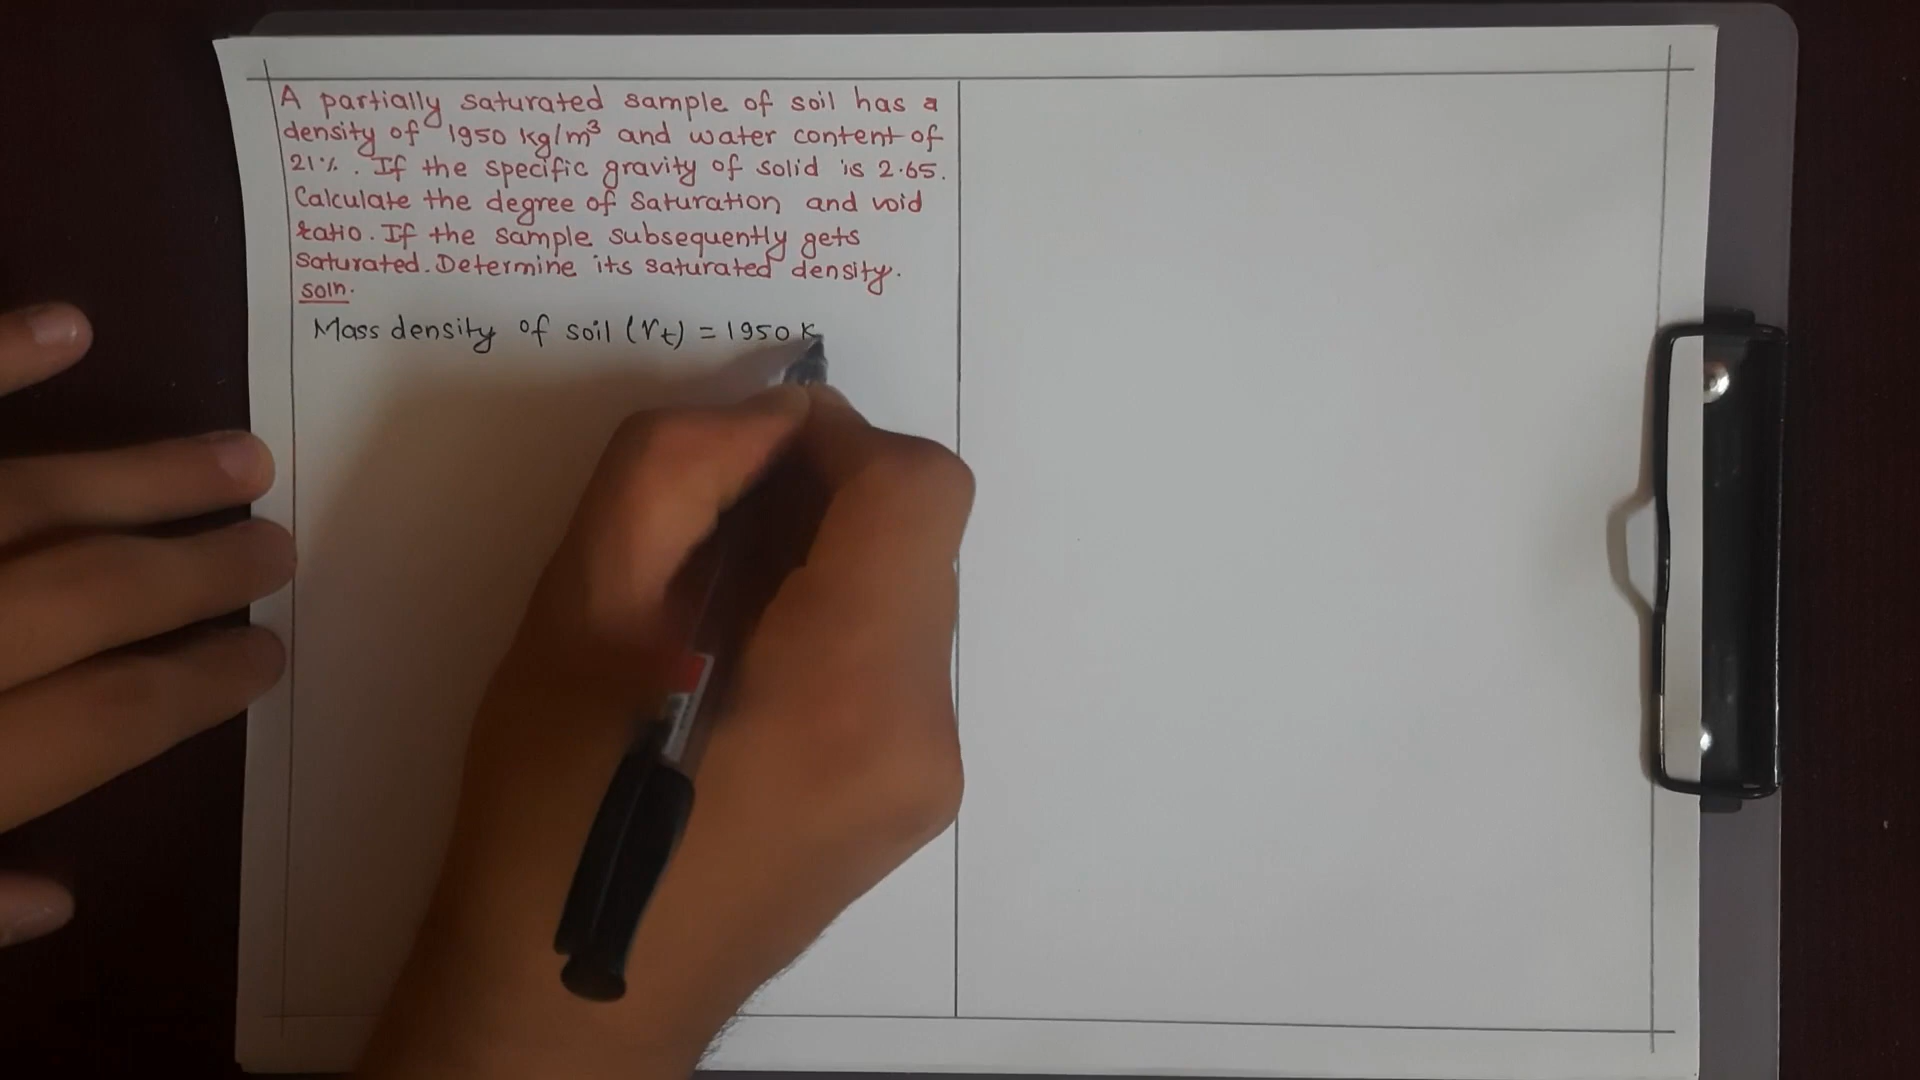 A partially saturated sample of soil has a
density of 1950 kg/m³ and water content of
21%. If the specific gravity of solid is 2.65.
Calculate the degree of Saturation and void
ratio. If the sample subsequently gets
saturated. Determine its saturated density.
soln.
Mass density of soil (γt) = 1950 K